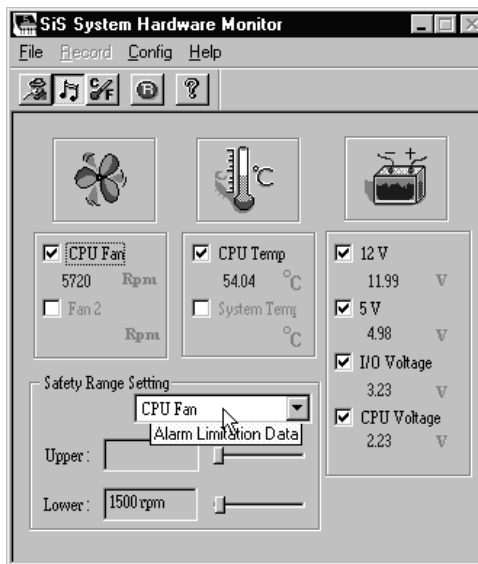 SiS System Hardware Monitor
File Record Config Help
C/F
R
?
°C
- +
CPU Fan
5720 Rpm
Fan 2
Rpm
CPU Temp
54.04 °C
System Temp
°C
12 V
11.99 V
5 V
4.98 V
I/O Voltage
3.23 V
CPU Voltage
2.23 V
Safety Range Setting
CPU Fan
Alarm Limitation Data
Upper :
Lower : 1500 rpm